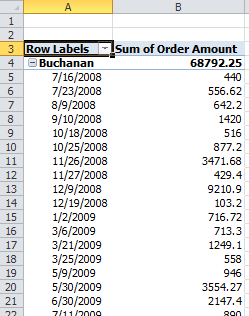 A B
1
2
3 Row Labels Sum of Order Amount
4 Buchanan 68792.25
5 7/16/2008 440
6 7/23/2008 556.62
7 8/9/2008 642.2
8 9/10/2008 1420
9 10/18/2008 516
10 10/25/2008 877.2
11 11/26/2008 3471.68
12 11/27/2008 429.4
13 12/9/2008 9210.9
14 12/19/2008 103.2
15 1/2/2009 716.72
16 3/6/2009 713.3
17 3/21/2009 1249.1
18 3/25/2009 558
19 5/9/2009 946
20 5/30/2009 3554.27
21 6/30/2009 2147.4
22 7/11/2009 890